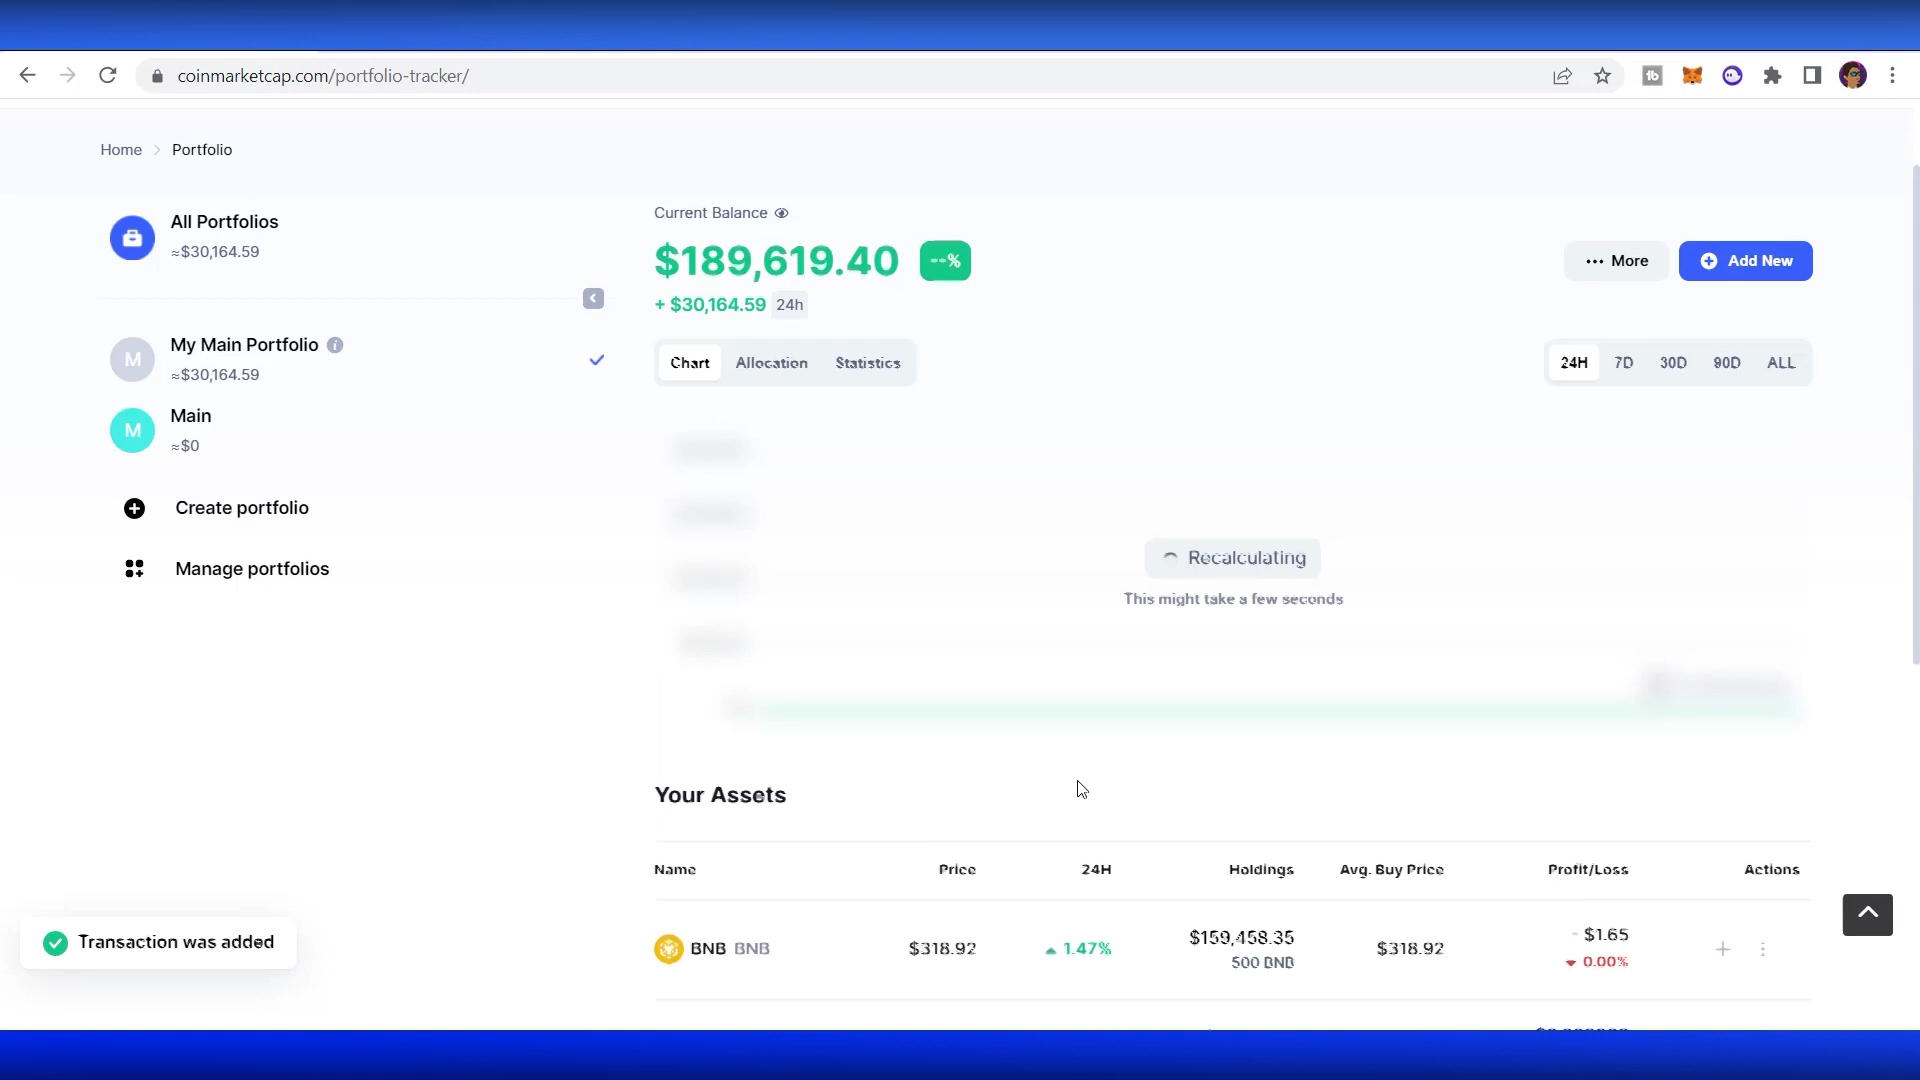 coinmarketcap.com/portfolio-tracker/
Home > Portfolio
All Portfolios
≈$30,164.59
My Main Portfolio
≈$30,164.59
M
Main
≈$0
M
Create portfolio
Manage portfolios
Current Balance
$189,619.40 --%
+ $30,164.59 24h
More
Add New
Chart Allocation Statistics
24H 7D 30D 90D ALL
Recalculating
This might take a few seconds
Your Assets
Name Price 24H Holdings Avg. Buy Price Profit/Loss Actions
BNB BNB $318.92 1.47% $159,458.35 $318.92 - $1.65
500 BNB 0.00%
Transaction was added